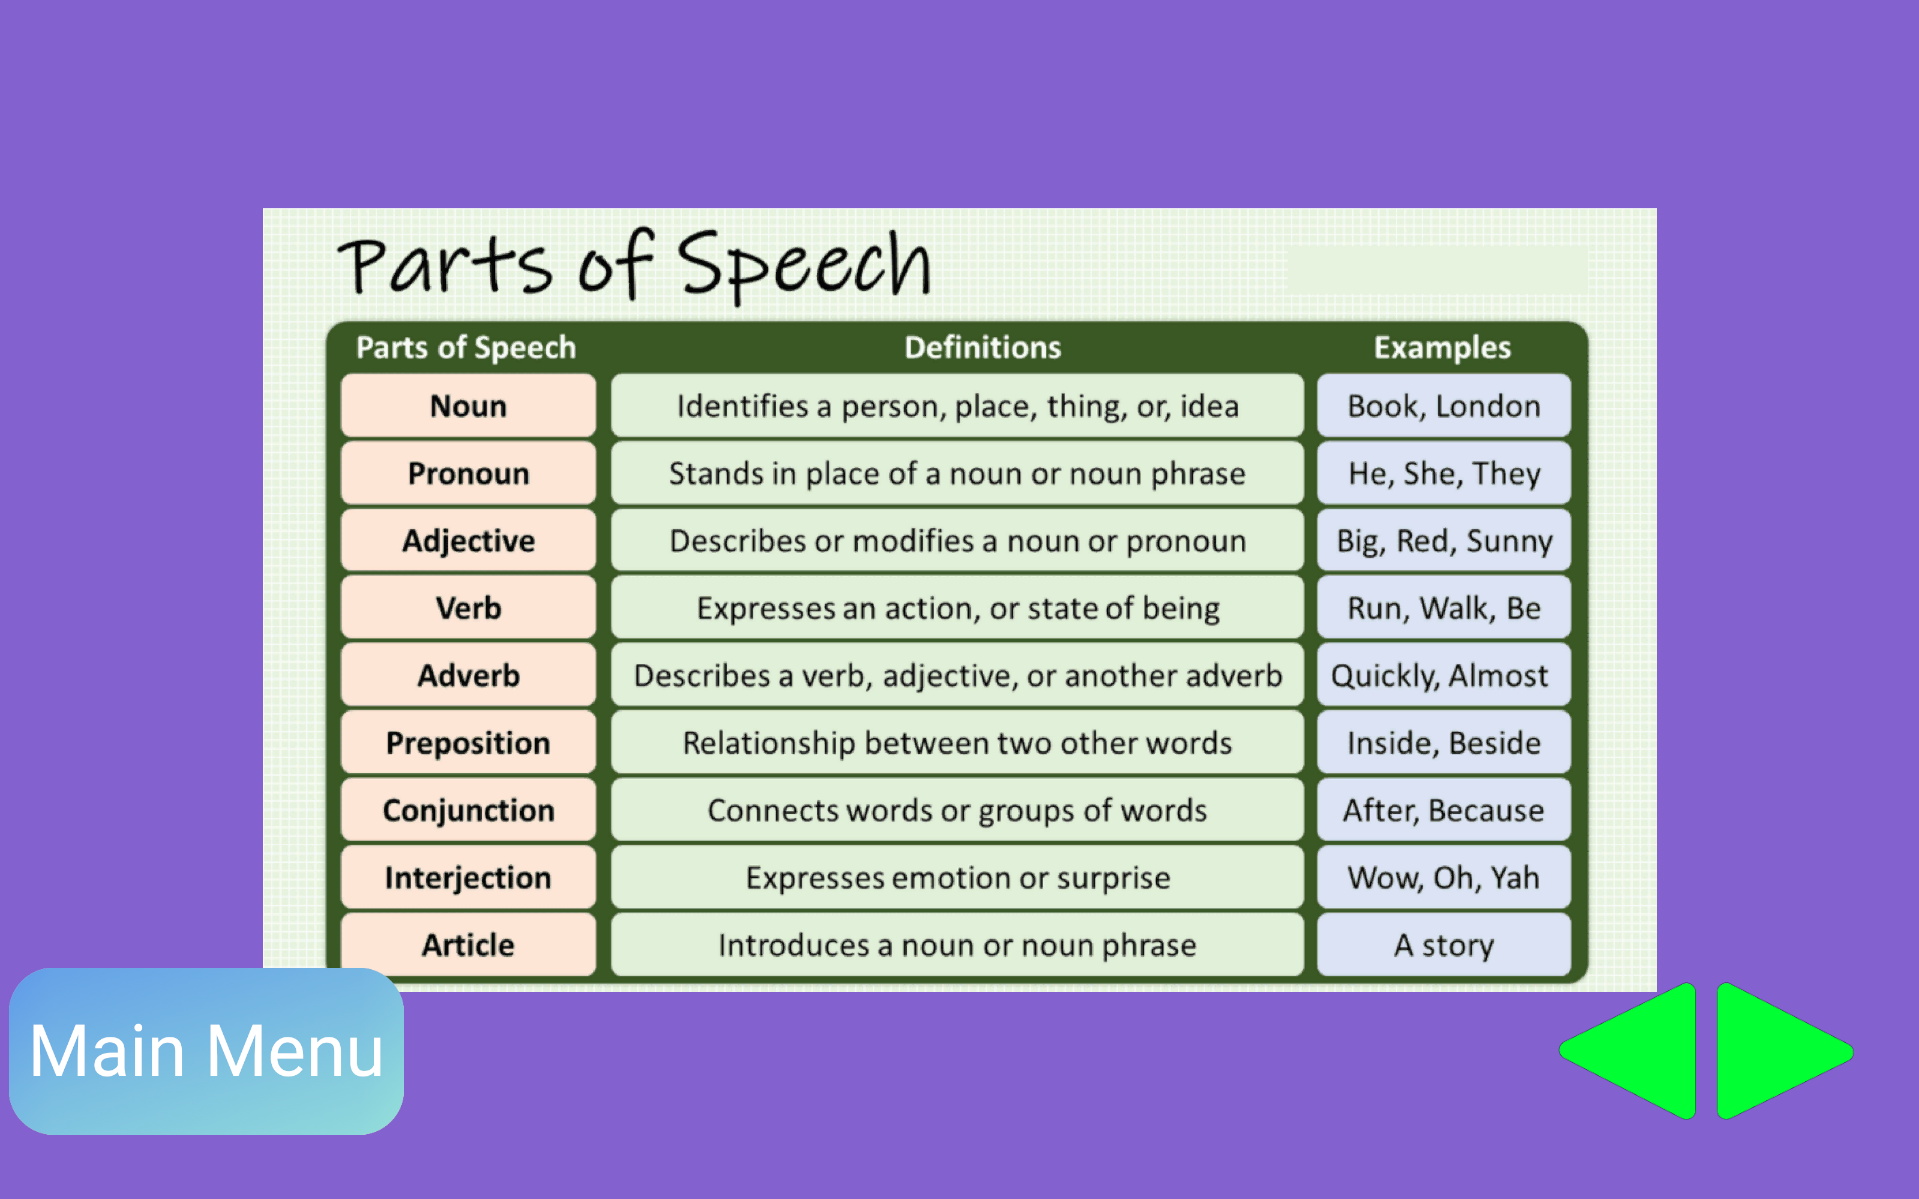 Parts of Speech
Parts of Speech Definitions Examples
Noun Identifies a person, place, thing, or, idea Book, London
Pronoun Stands in place of a noun or noun phrase He, She, They
Adjective Describes or modifies a noun or pronoun Big, Red, Sunny
Verb Expresses an action, or state of being Run, Walk, Be
Adverb Describes a verb, adjective, or another adverb Quickly, Almost
Preposition Relationship between two other words Inside, Beside
Conjunction Connects words or groups of words After, Because
Interjection Expresses emotion or surprise Wow, Oh, Yah
Article Introduces a noun or noun phrase A story
Main Menu